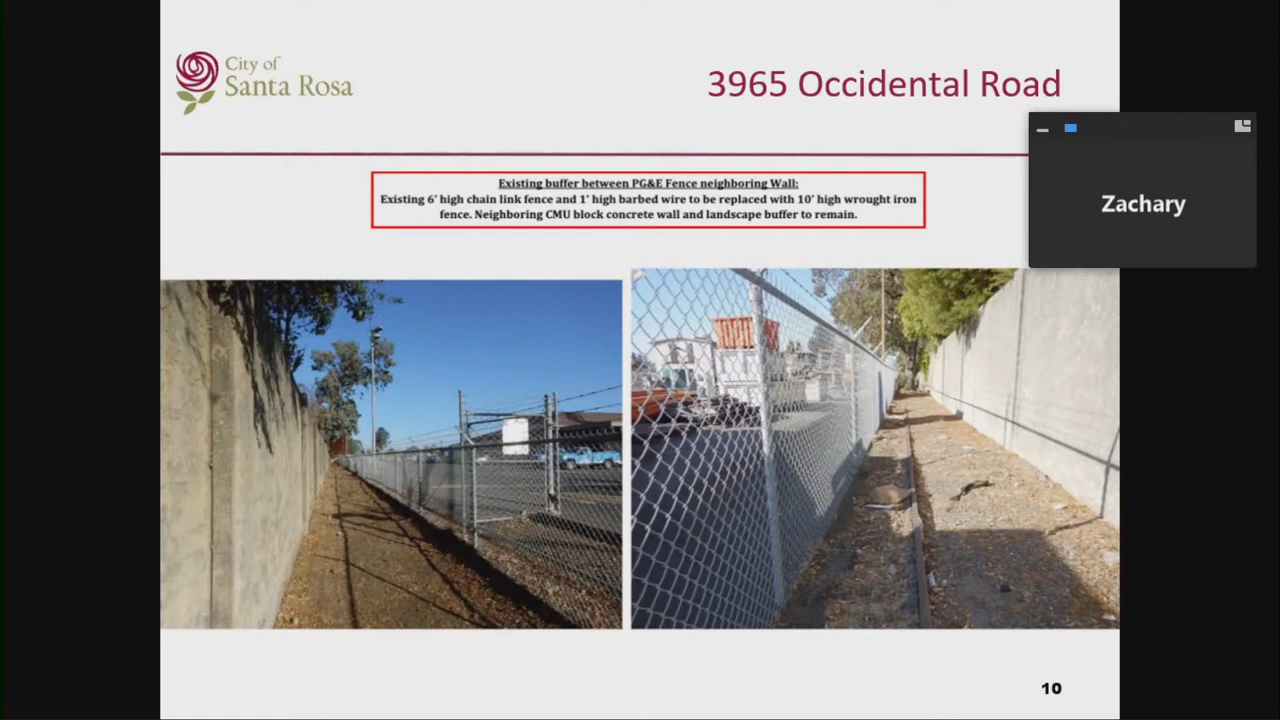 City of
Santa Rosa
3965 Occidental Road
Existing buffer between PG&E Fence neighboring Wall:
Existing 6' high chain link fence and 1' high barbed wire to be replaced with 10' high wrought iron
fence. Neighboring CMU block concrete wall and landscape buffer to remain.
Zachary
10